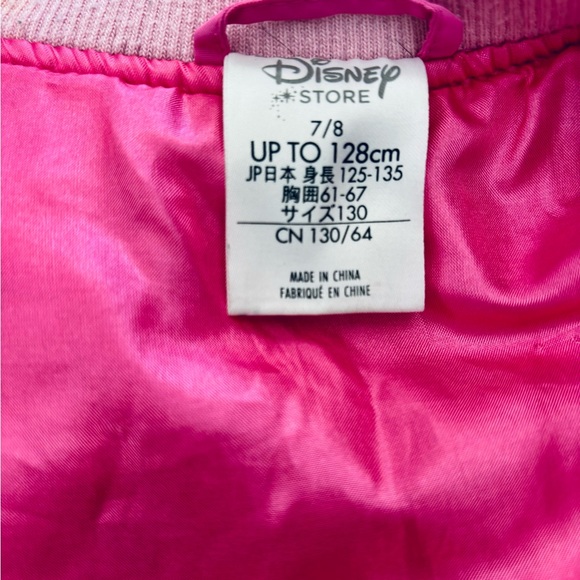 Disney
STORE
7/8
UP TO 128cm
JP日本 身長 125-135
胸囲61-67
サイズ130
CN 130/64
MADE IN CHINA
FABRIQUÉ EN CHINE